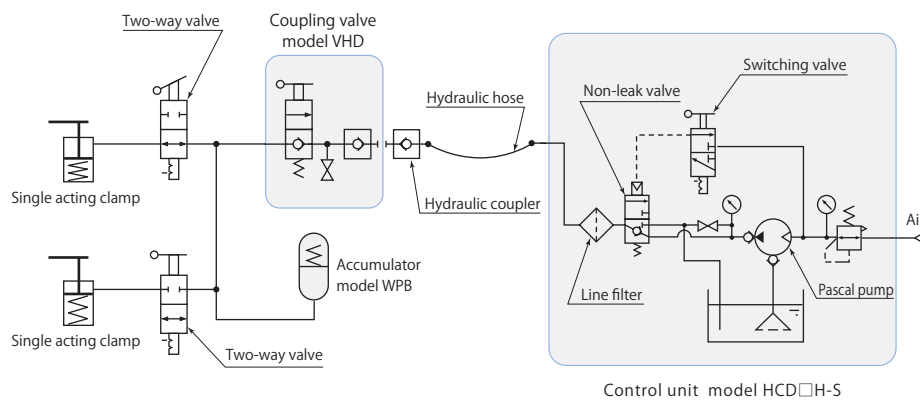 Two-way valve
Coupling valve
model VHD
Switching valve
Non-leak valve
Hydraulic hose
Single acting clamp
Hydraulic coupler
Ai
Accumulator
model WPB
Line filter
Pascal pump
Single acting clamp
Two-way valve
Control unit model HCD□H-S